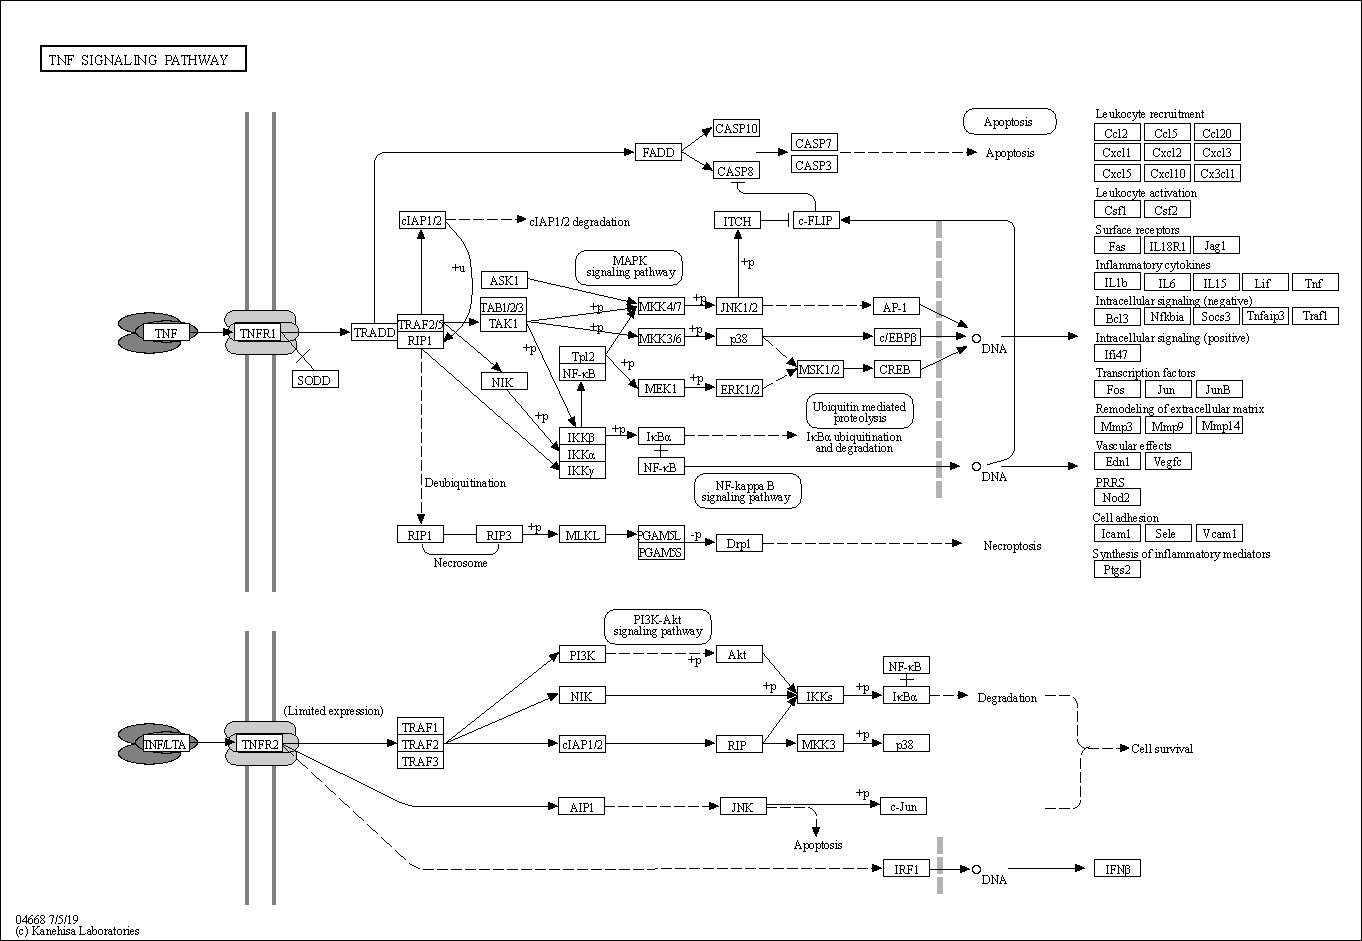 TNF SIGNALING PATHWAY
Apoptosis
Leukocyte recruitment
Ccl2 Ccl5 Ccl20
Cxcl1 Cxcl2 Cxcl3
Cxcl5 Cxcl10 Cx3cl1
Leukocyte activation
Csf1 Csf2
Surface receptors
Fas IL18R1 Jag1
Inflammatory cytokines
IL1b IL6 IL15 Lif Tnf
Intracellular signaling (negative)
Bcl3 Nfkbia Socs3 Tnfaip3 Traf1
Intracellular signaling (positive)
Ifi47
Transcription factors
Fos Jun JunB
Remodeling of extracellular matrix
Mmp3 Mmp9 Mmp14
Vascular effects
Edn1 Vegfc
PRRS
Nod2
Cell adhesion
Icam1 Sele Vcam1
Synthesis of inflammatory mediators
Ptgs2
CASP10
FADD
CASP7
Apoptosis
CASP3
CASP8
cIAP1/2
cIAP1/2 degradation
ITCH
c-FLIP
+u
MAPK
signaling pathway
+p
ASK1
TAB1/2/3
TAK1
+p
MKK4/7
+p
JNK1/2
AP-1
TNF
TNFR1
TRADD
TRAF2/5
RIP1
+p
+p
MKK3/6
+p
p38
c/EBPβ
DNA
SODD
NIK
Tpl2
NF-κB
+p
MEK1
+p
ERK1/2
MSK1/2
CREB
+p
Ubiquitin mediated
proteolysis
IKKβ
IKKα
IKKγ
+p
IκBα
IκBα ubiquitination
and degradation
NF-κB
DNA
NF-kappa B
signaling pathway
Deubiquitination
RIP1
RIP3
+p
MLKL
PGAM5L
PGAM5S
-p
Drp1
Necroptosis
Necrosome
PI3K-Akt
signaling pathway
PI3K
+p
Akt
NIK
+p
IKKs
+p
NF-κB
IκBα
Degradation
(Limited expression)
TNF/LTA
TNFR2
TRAF1
TRAF2
TRAF3
cIAP1/2
RIP
MKK3
+p
p38
Cell survival
AIP1
JNK
+p
c-Jun
Apoptosis
IRF1
DNA
IFNβ
04668 7/5/19
(c) Kanehisa Laboratories